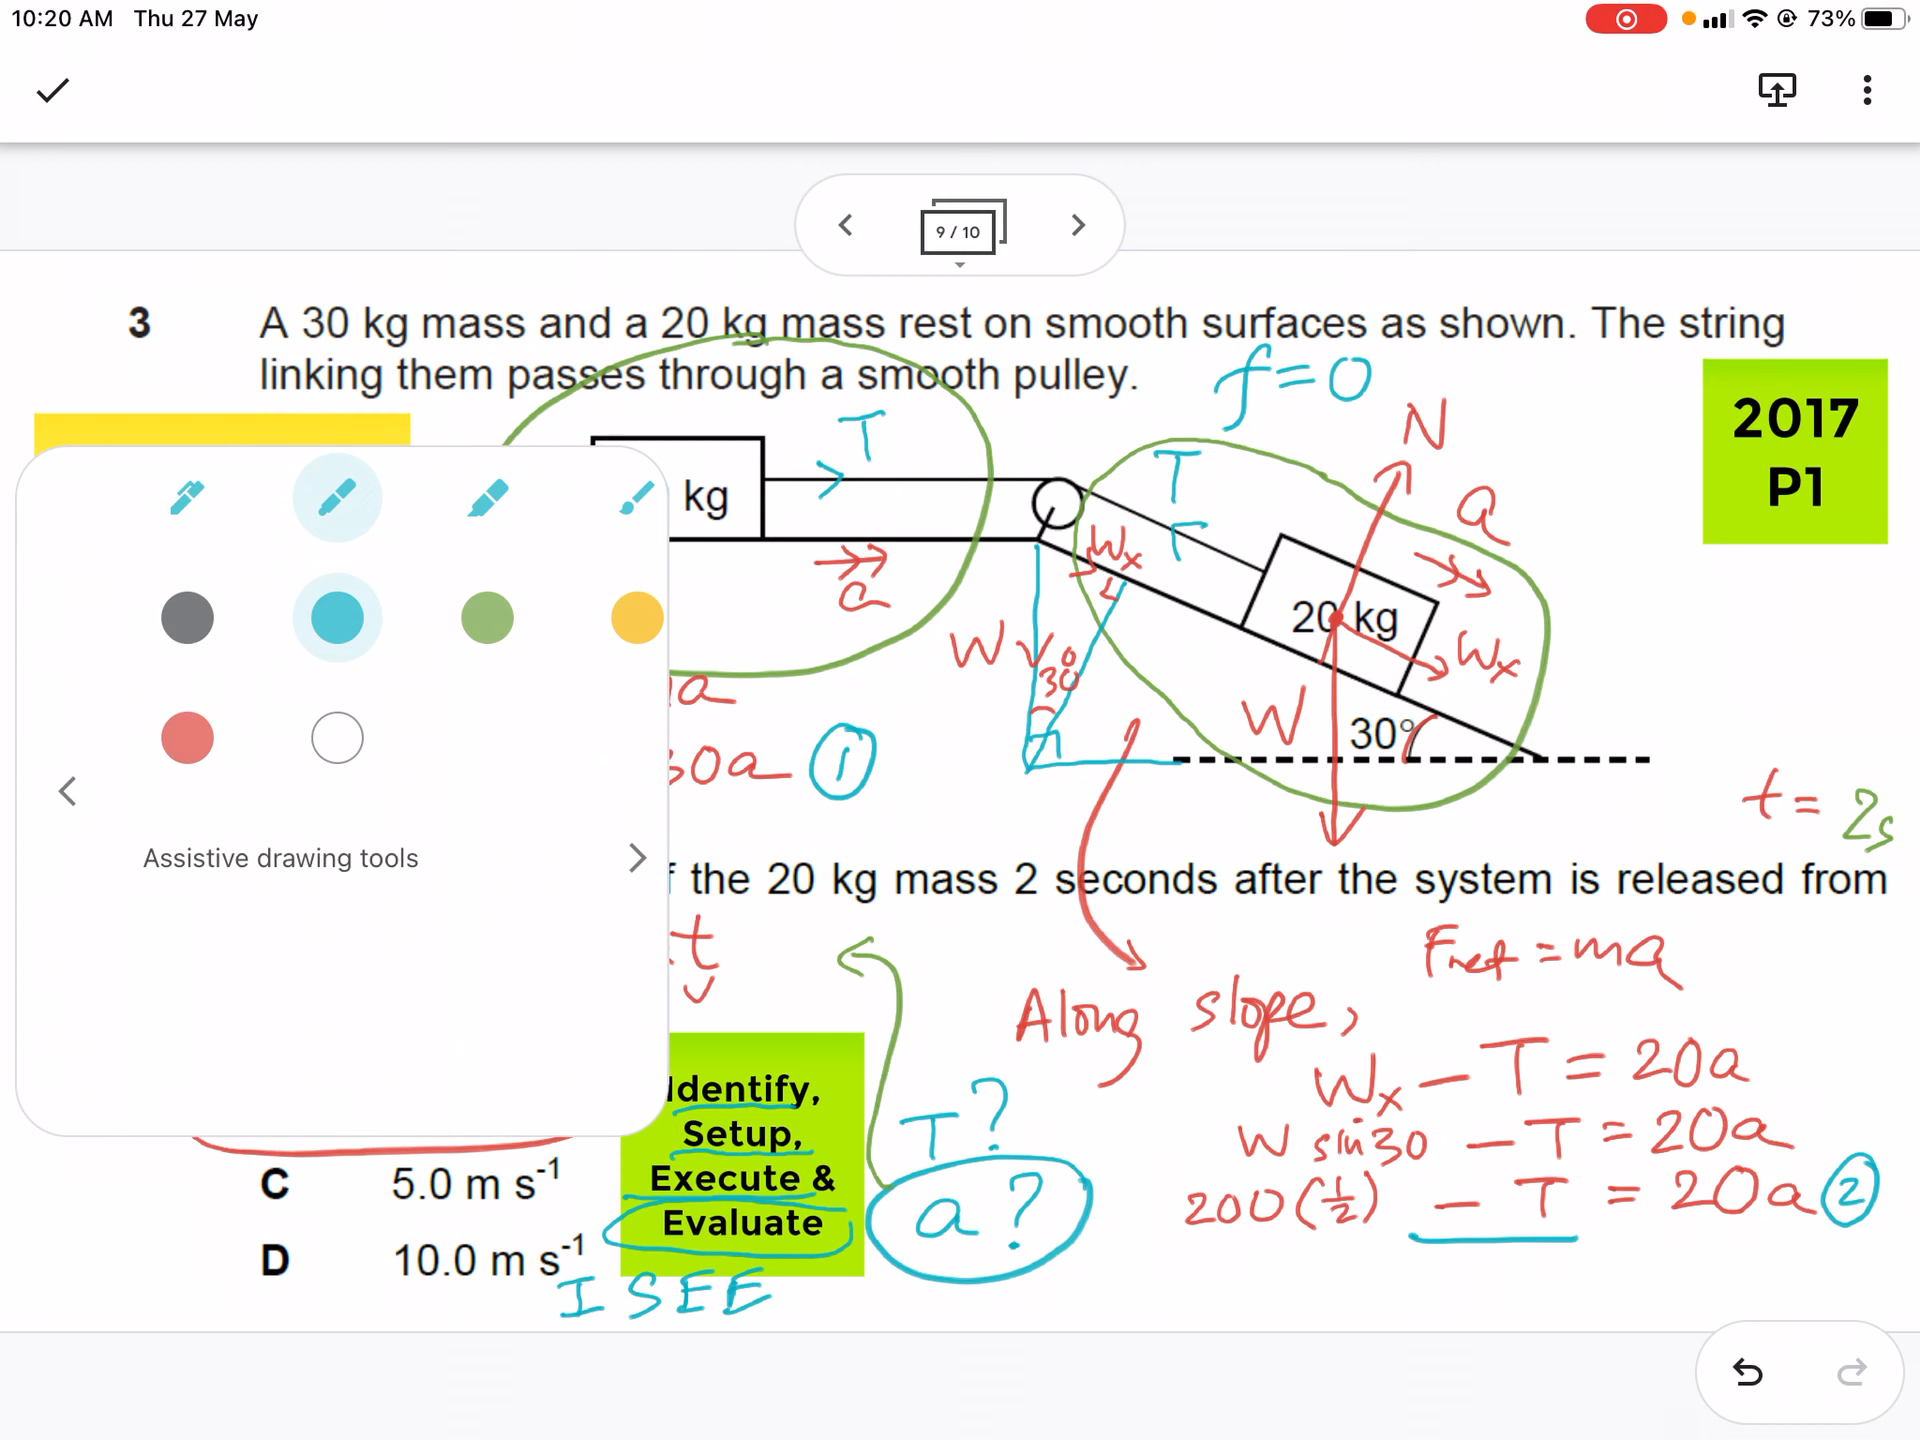 10:20 AM Thu 27 May
73%
9 / 10
3 A 30 kg mass and a 20 kg mass rest on smooth surfaces as shown. The string
linking them passes through a smooth pulley.
f = 0
2017
P1
T
kg
a
T
N
a
Wx
20 kg
Wx
W
30°
W
30°
a
30a ①
t = 2s
Assistive drawing tools
the 20 kg mass 2 seconds after the system is released from
t
Fnet = ma
Along slope,
Wx - T = 20a
W sin30 - T = 20a
200(½) - T = 20a ②
Identify,
Setup,
Execute &
Evaluate
T?
a?
C 5.0 m s⁻¹
D 10.0 m s⁻¹
I SEE